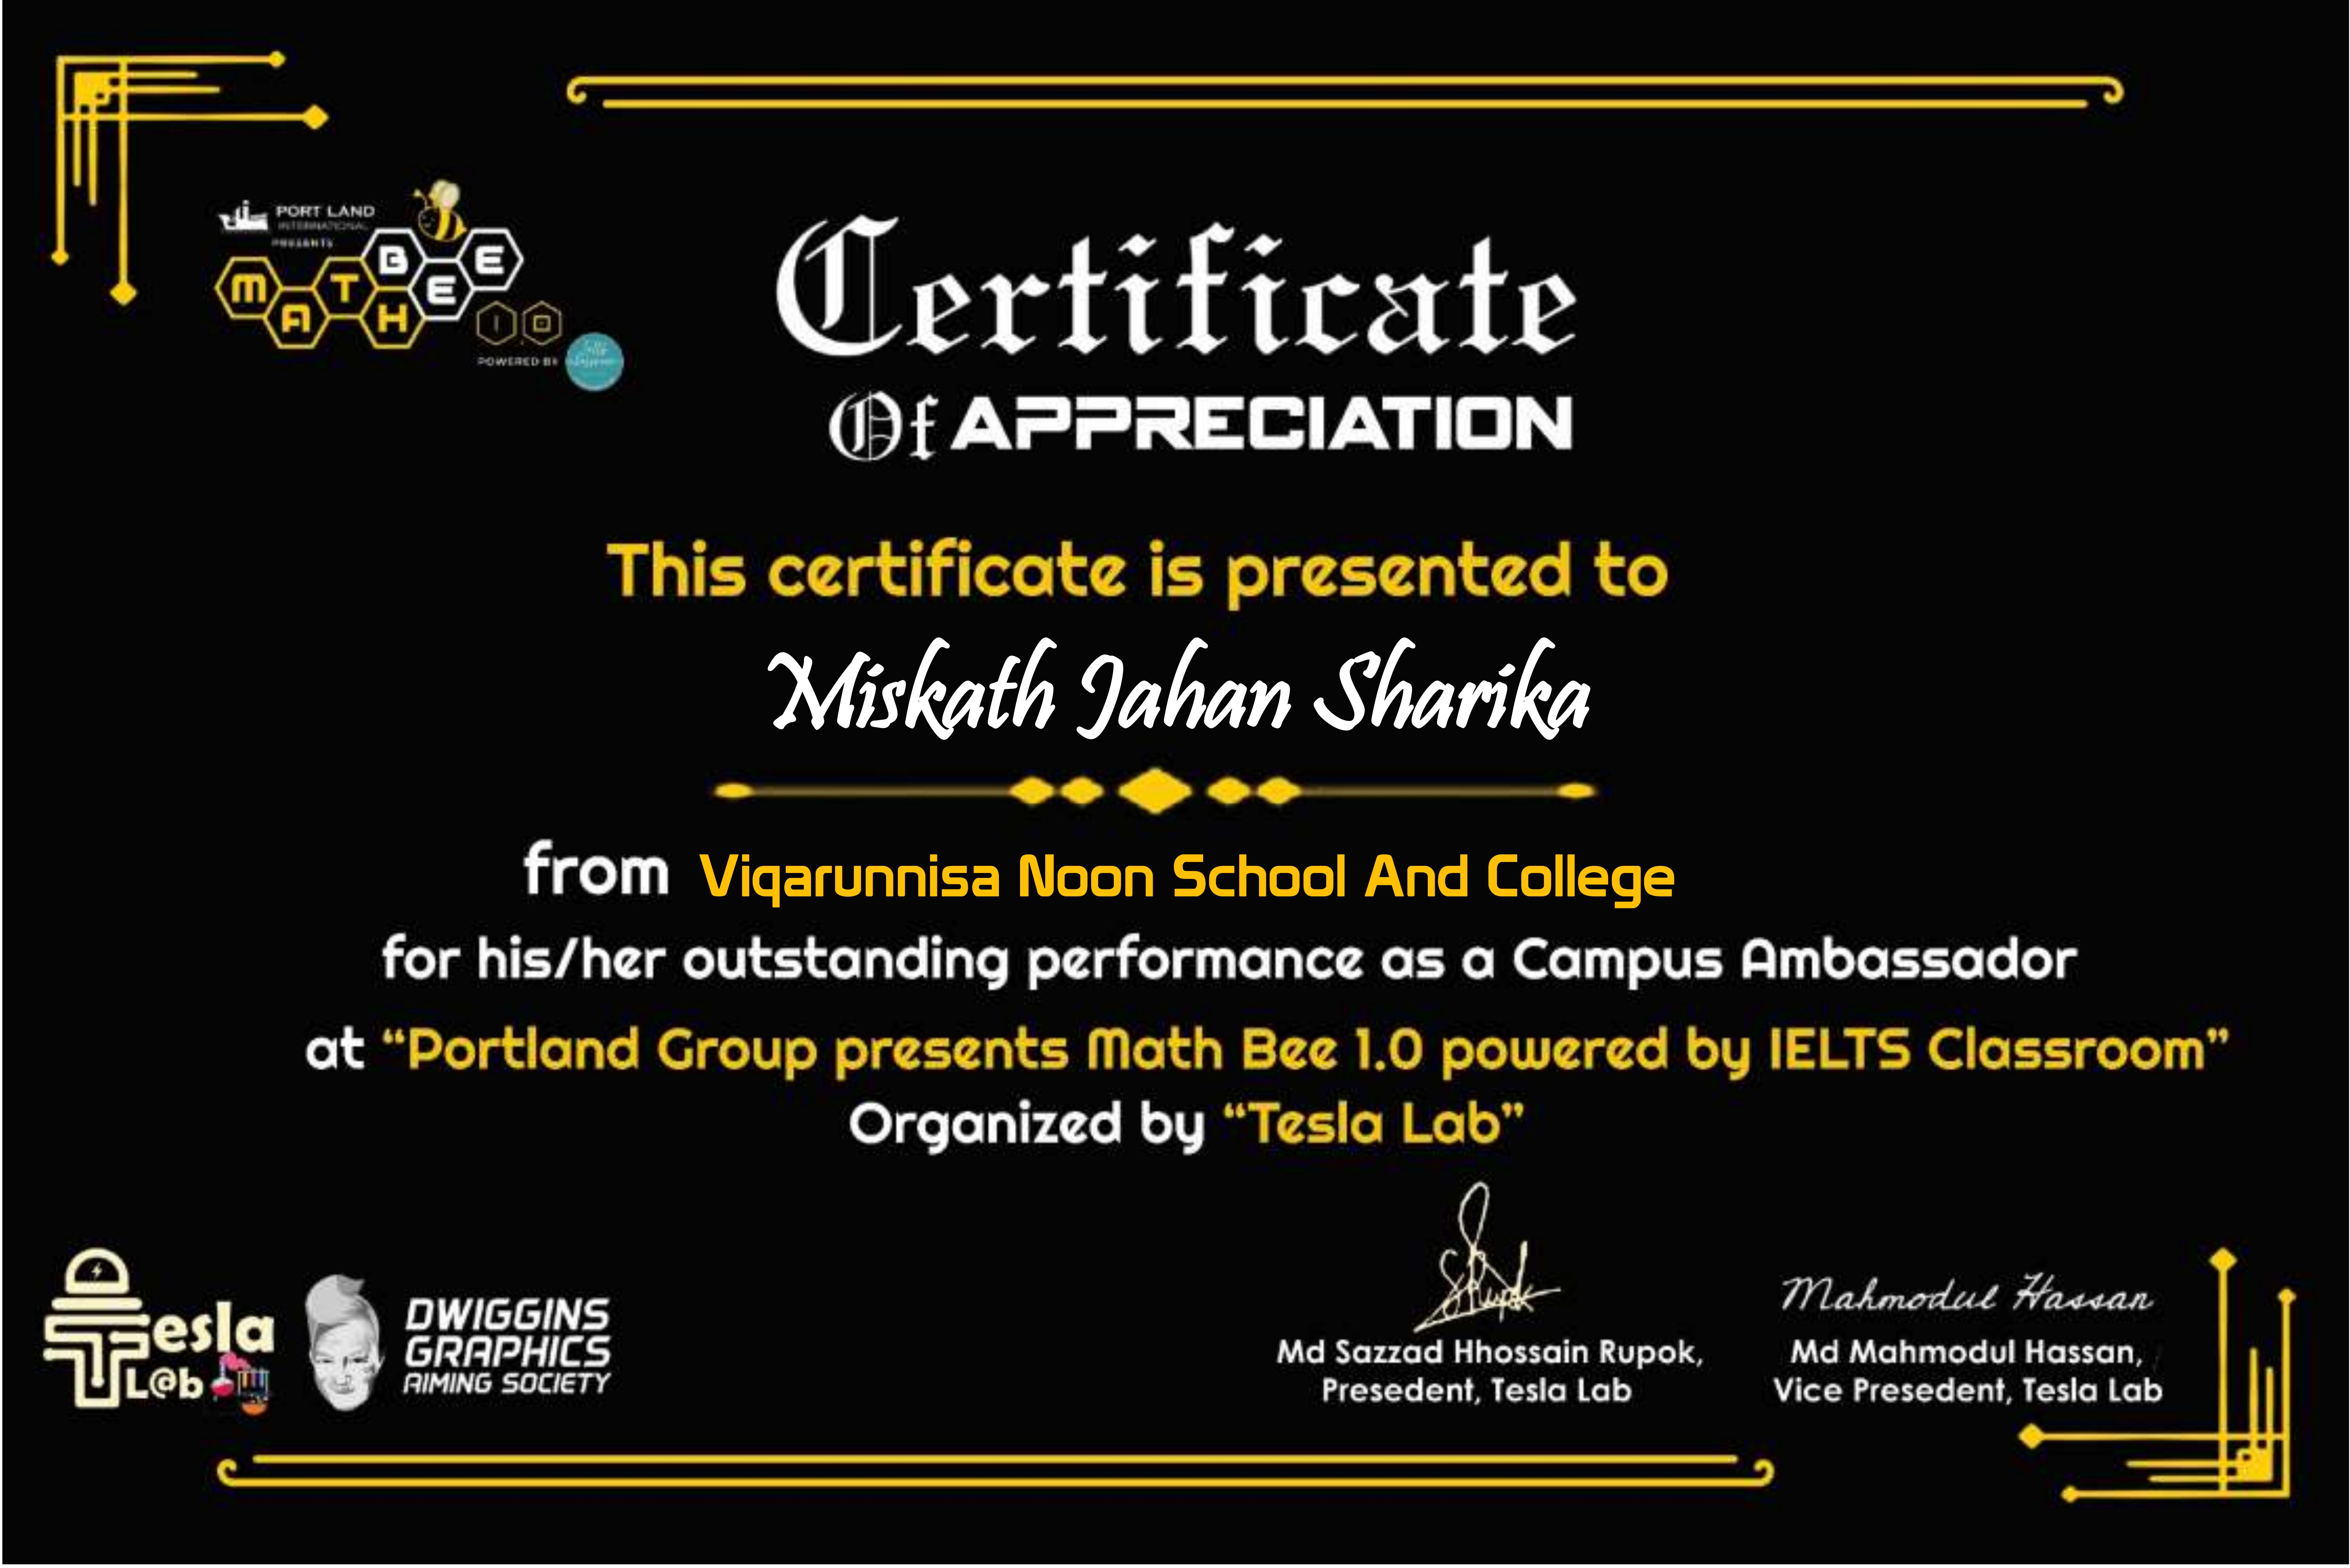 PORT LAND
INTERNATIONAL
PRESENTS
MATH BEE
1.0
POWERED BY
Certificate
Of APPRECIATION
This certificate is presented to
Miskath Jahan Sharika
from Viqarunnisa Noon School And College
for his/her outstanding performance as a Campus Ambassador
at “Portland Group presents Math Bee 1.0 powered by IELTS Classroom”
Organized by “Tesla Lab”
Tesla
L@b
DWIGGINS
GRAPHICS
AIMING SOCIETY
Mahmodul Hassan
Md Sazzad Hhossain Rupok,
Presedent, Tesla Lab
Md Mahmodul Hassan,
Vice Presedent, Tesla Lab